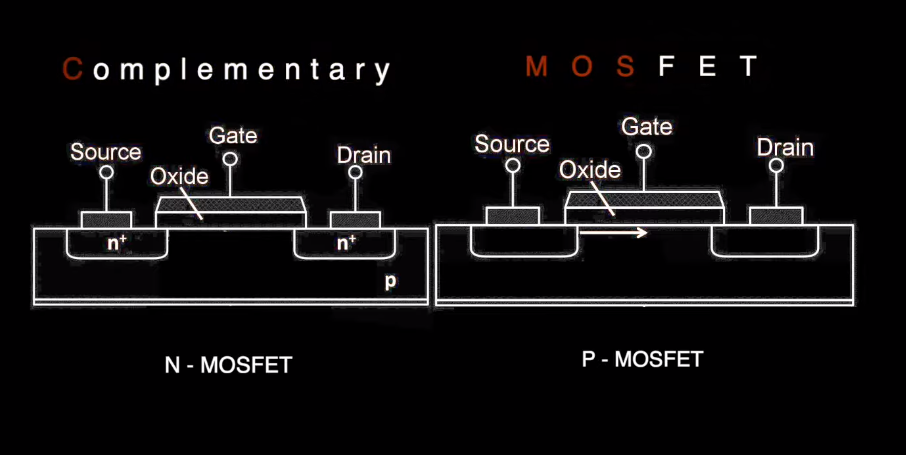 Complementary
MOSFET
Source
Gate
Oxide
Drain
n+
n+
p
N - MOSFET
Source
Gate
Oxide
Drain
P - MOSFET